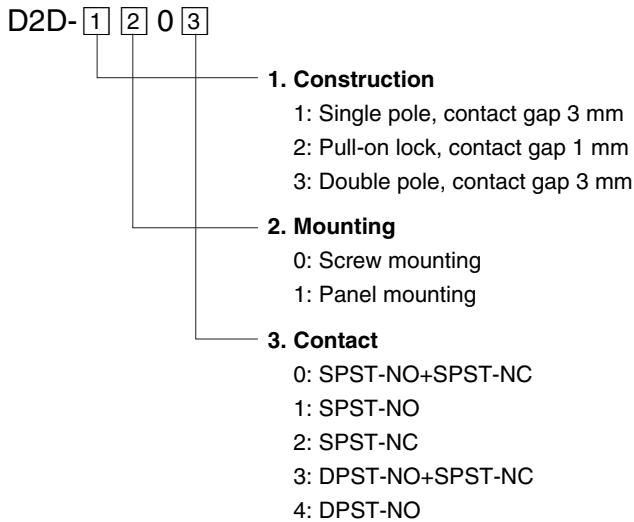 D2D- 1 2 0 3
1. Construction
1: Single pole, contact gap 3 mm
2: Pull-on lock, contact gap 1 mm
3: Double pole, contact gap 3 mm
2. Mounting
0: Screw mounting
1: Panel mounting
3. Contact
0: SPST-NO+SPST-NC
1: SPST-NO
2: SPST-NC
3: DPST-NO+SPST-NC
4: DPST-NO